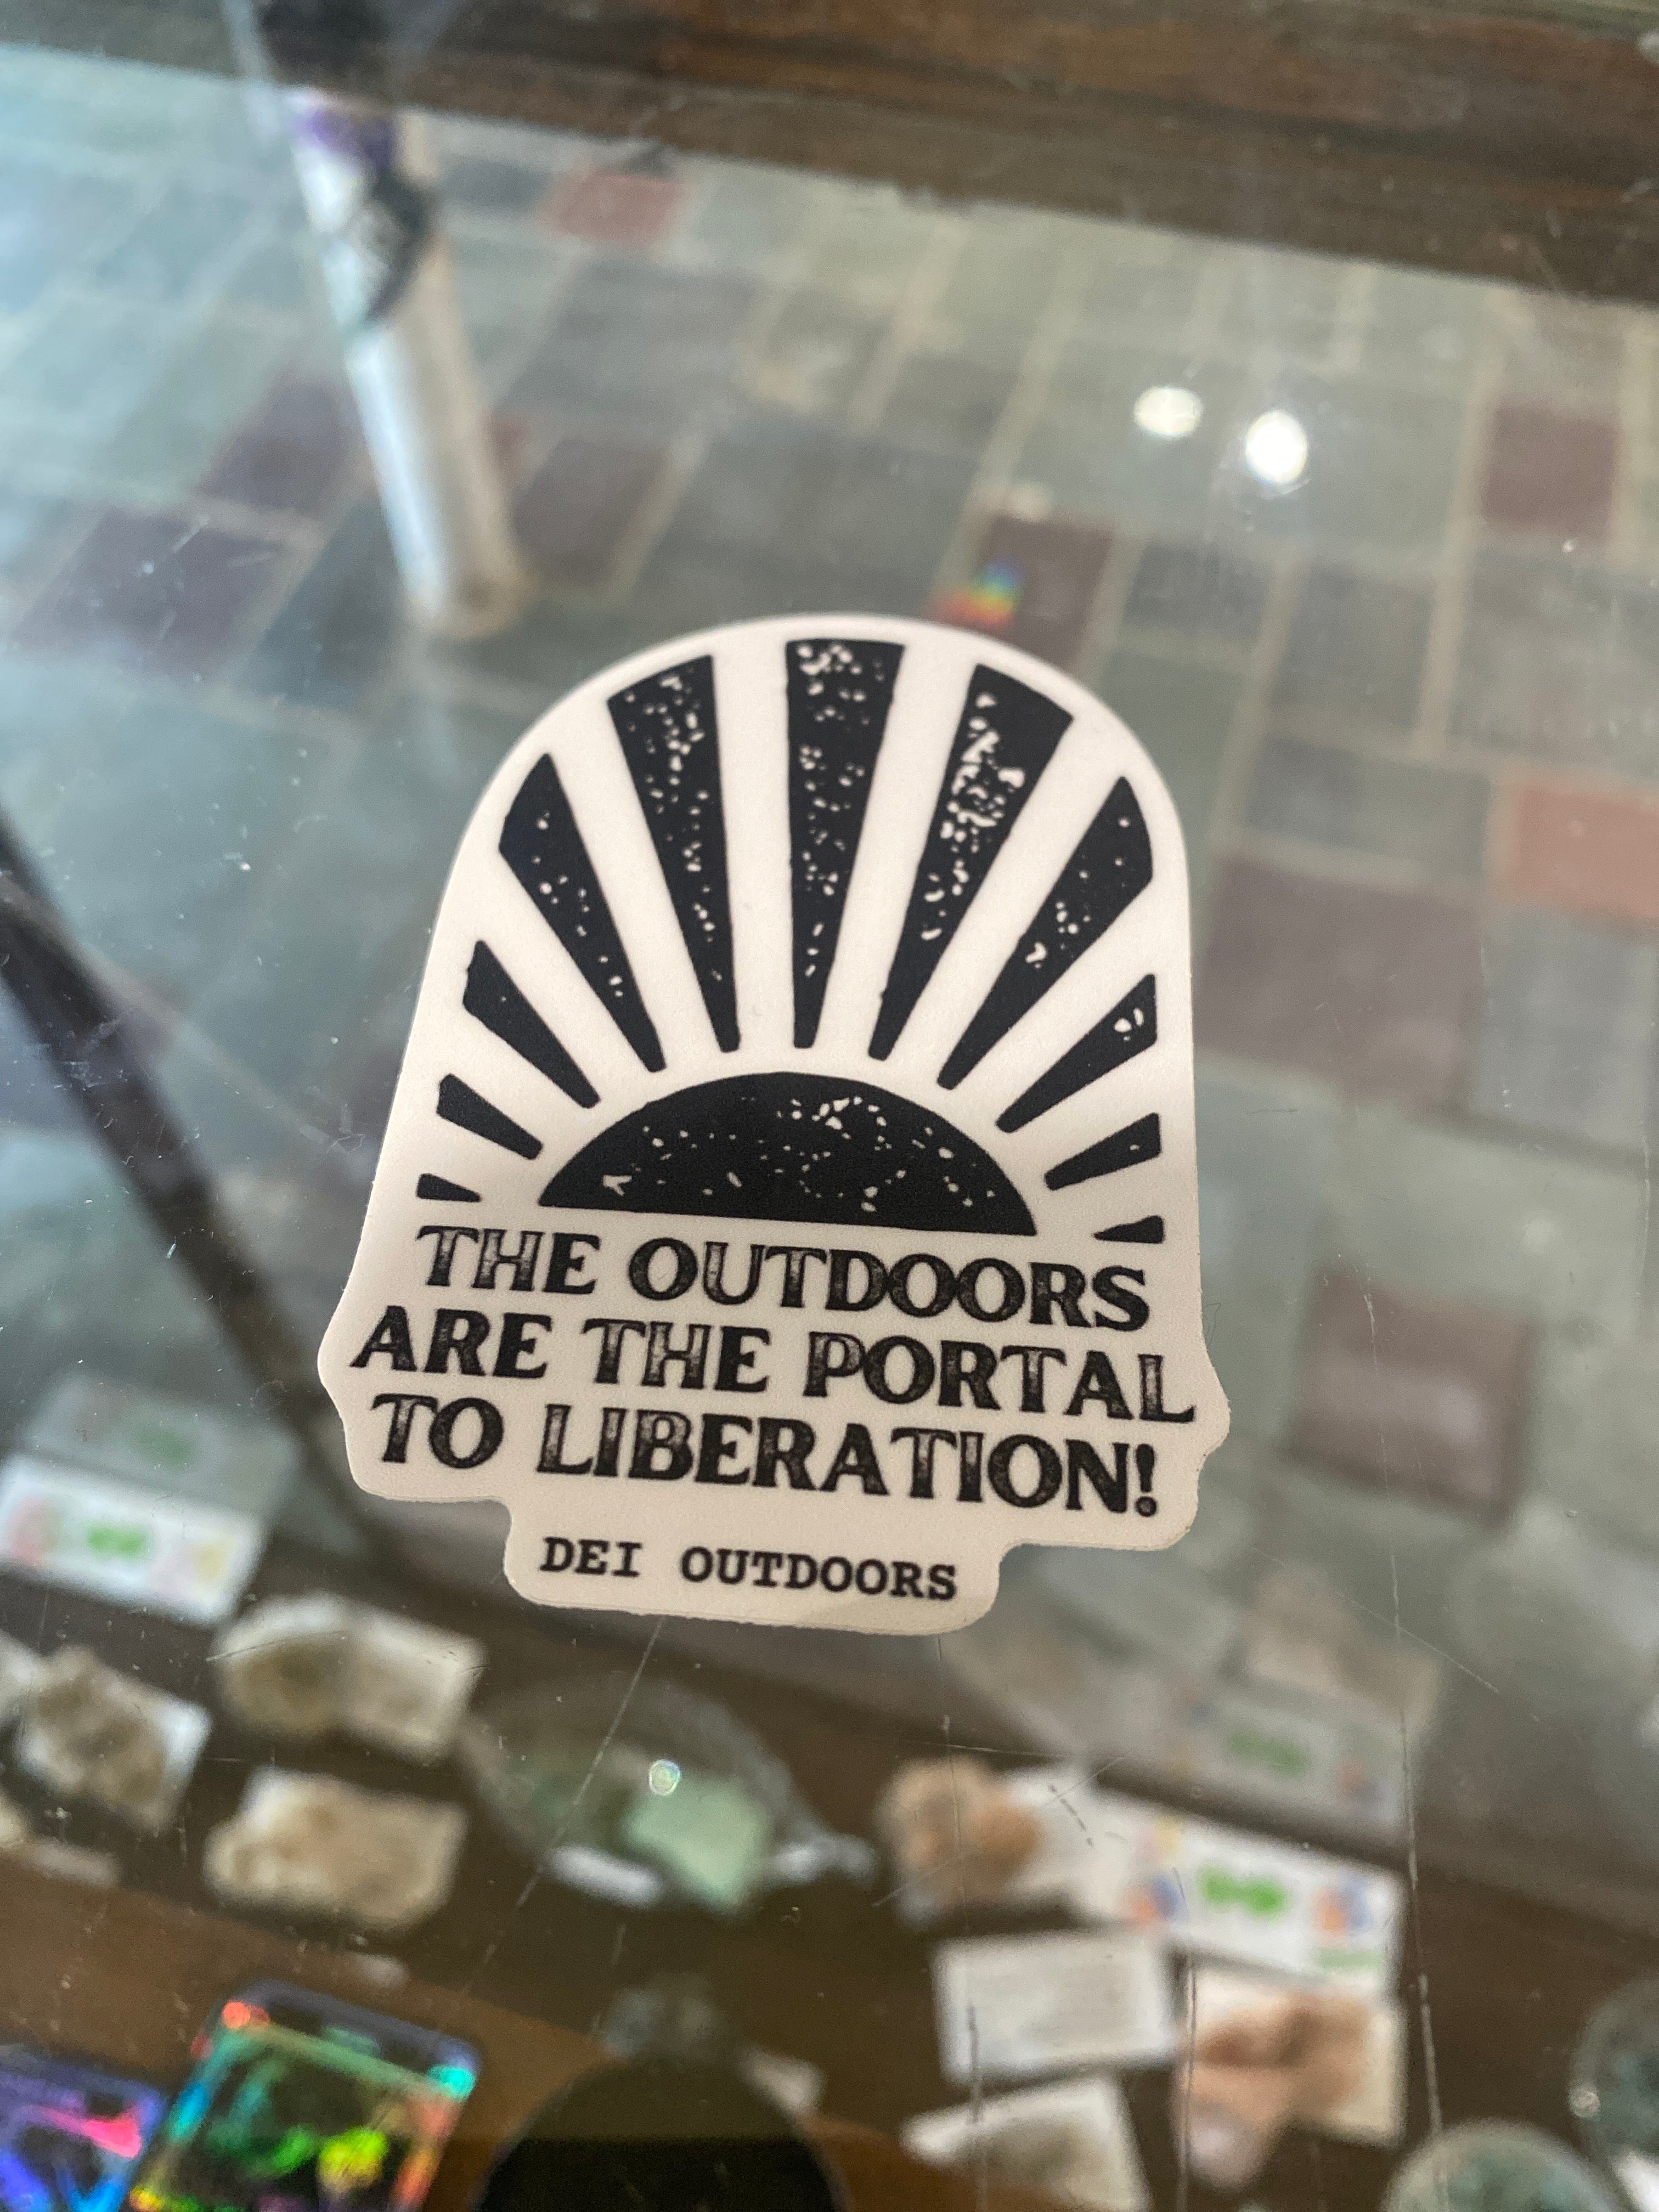 THE OUTDOORS
ARE THE PORTAL
TO LIBERATION!
DEI OUTDOORS